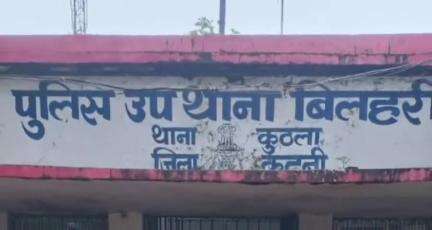 पुलिस उप थाना बिलहरी
थाना कुठला
जिला कटनी